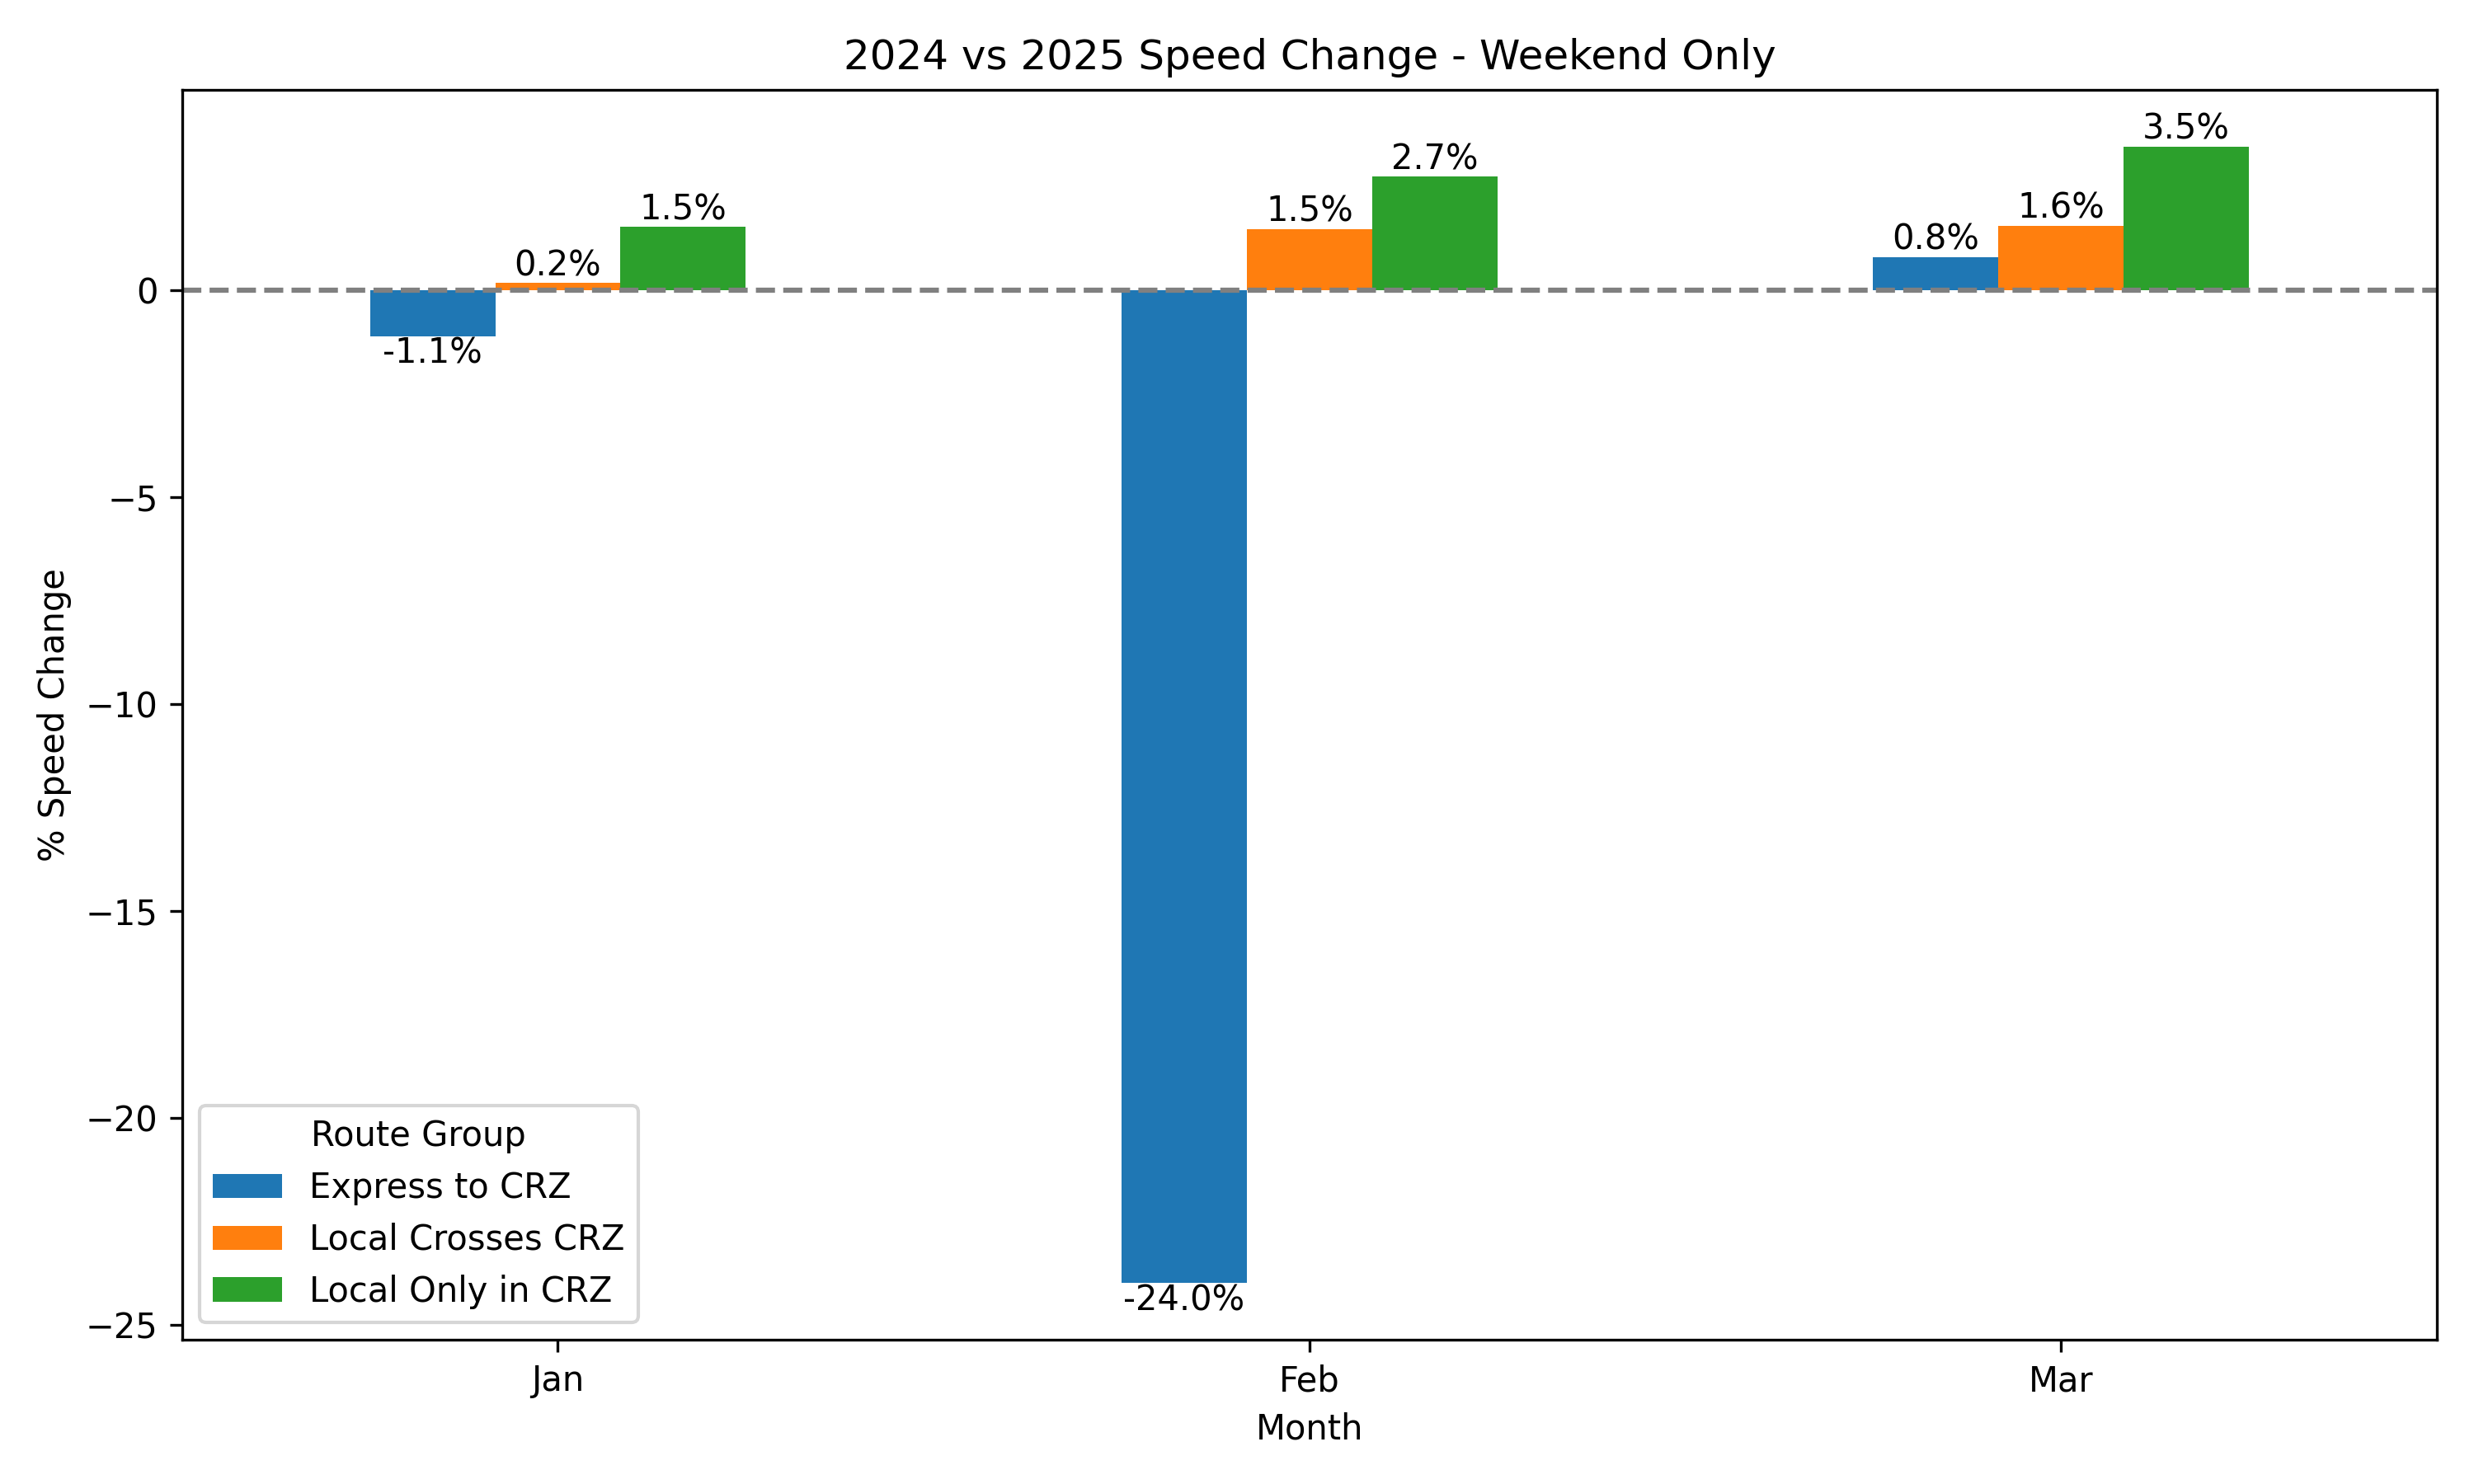 2024 vs 2025 Speed Change - Weekend Only
% Speed Change
0
−5
−10
−15
−20
−25
-1.1%
0.2%
1.5%
-24.0%
1.5%
2.7%
0.8%
1.6%
3.5%
Route Group
Express to CRZ
Local Crosses CRZ
Local Only in CRZ
Jan
Feb
Mar
Month